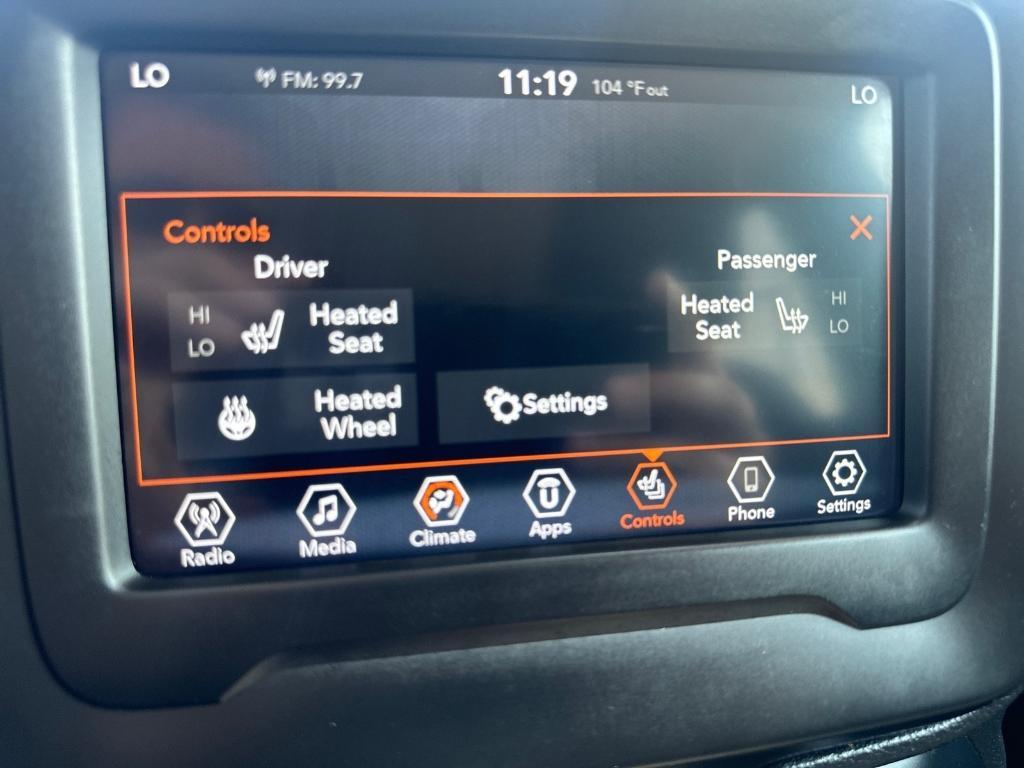 LO FM: 99.7 11:19 104 °F out LO
Controls
Driver
Passenger
HI
LO
Heated
Seat
Heated
Seat
HI
LO
Heated
Wheel
Settings
Radio
Media
Climate
Apps
Controls
Phone
Settings